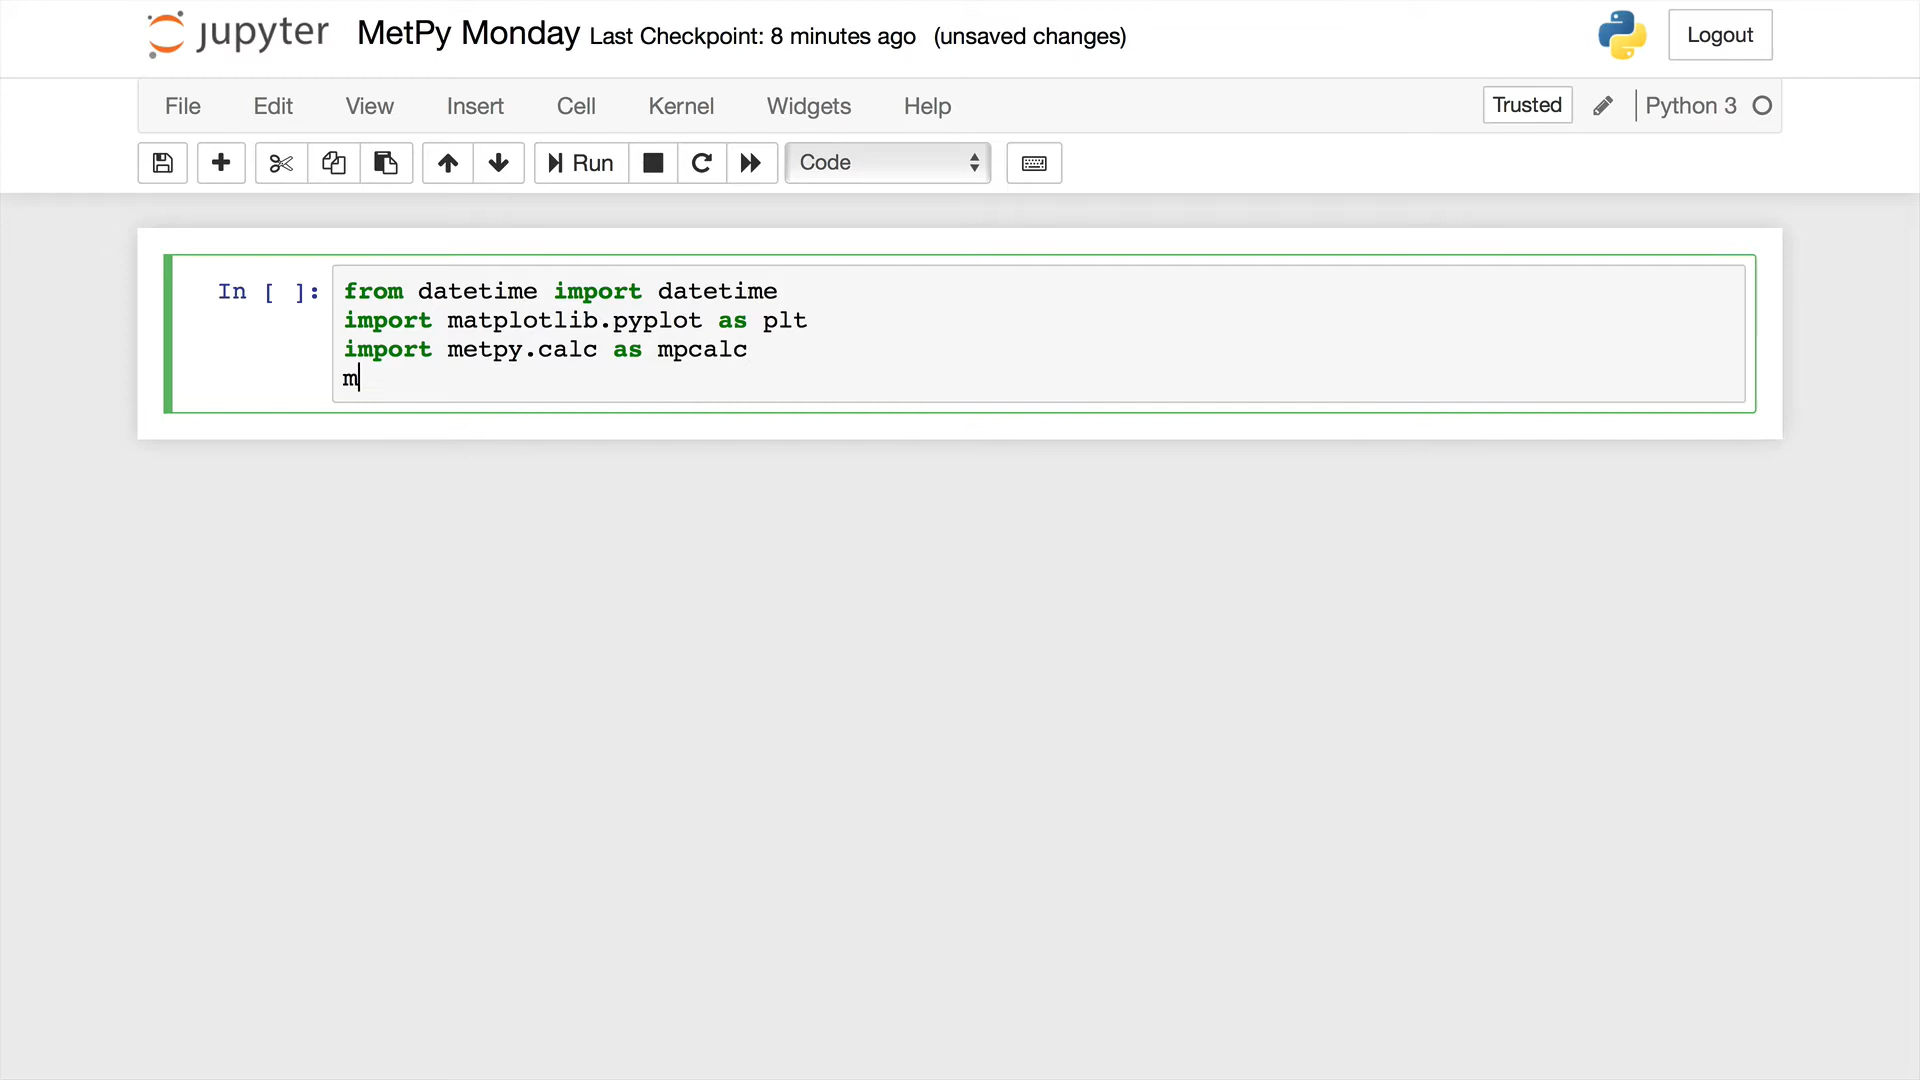 jupyter MetPy Monday Last Checkpoint: 8 minutes ago (unsaved changes) Logout
File Edit View Insert Cell Kernel Widgets Help Trusted Python 3
Run Code
In [ ]: from datetime import datetime
import matplotlib.pyplot as plt
import metpy.calc as mpcalc
m